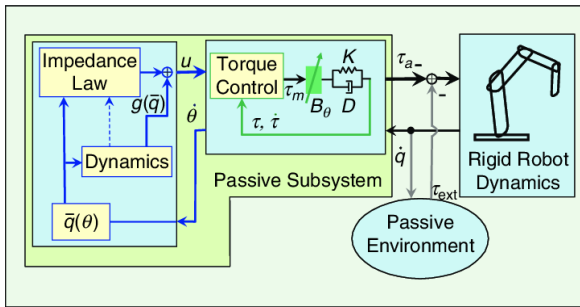 Impedance
Law
u
g(q̄)
Dynamics
q̄(θ)
θ̇
Torque
Control
τm
Bθ
K
D
τ, τ̇
Passive Subsystem
τa
-
-
q̇
τext
Passive
Environment
Rigid Robot
Dynamics